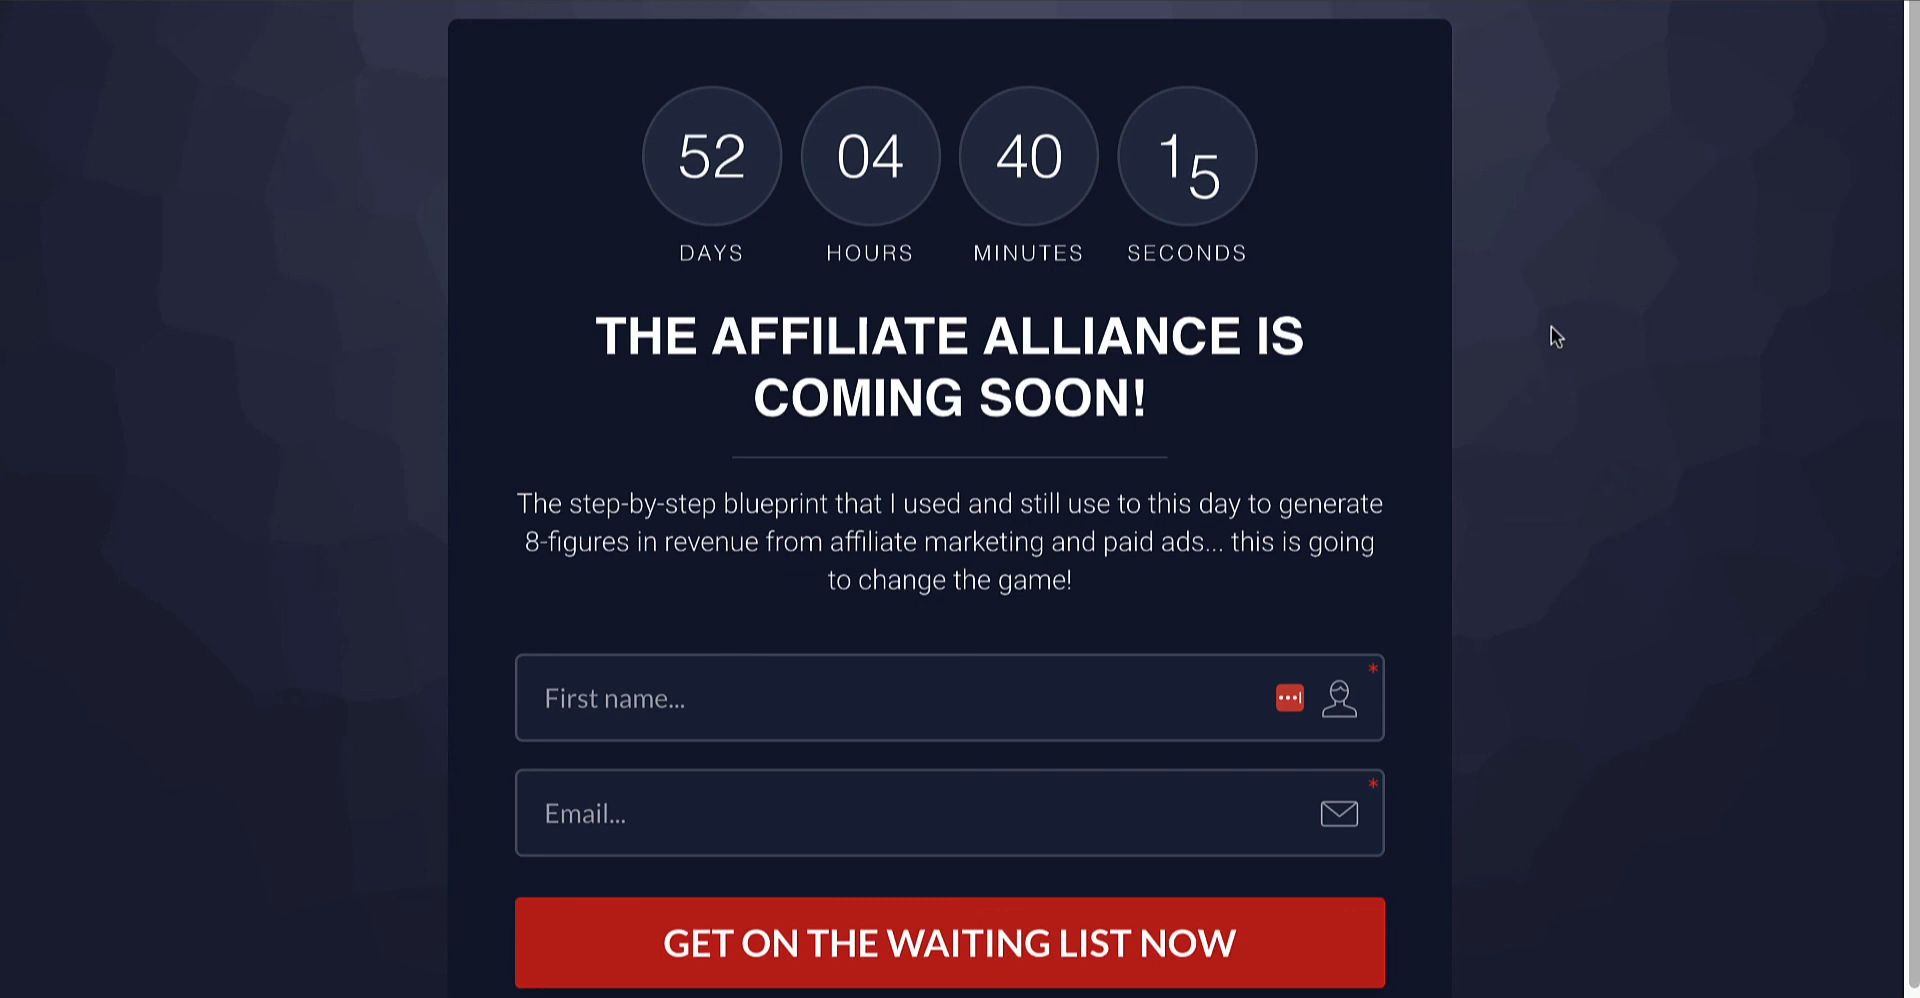 52 04 40 15
DAYS HOURS MINUTES SECONDS
THE AFFILIATE ALLIANCE IS
COMING SOON!
The step-by-step blueprint that I used and still use to this day to generate
8-figures in revenue from affiliate marketing and paid ads... this is going
to change the game!
First name...
*
Email...
*
GET ON THE WAITING LIST NOW